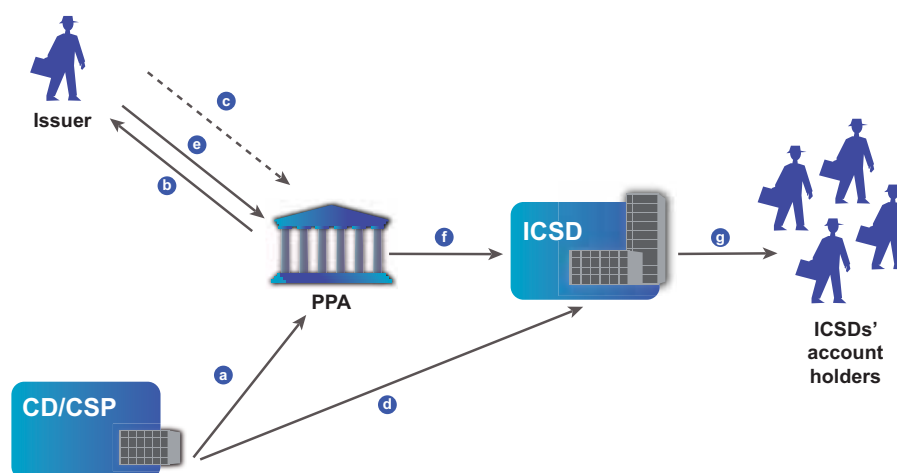 c
Issuer
e
b
ICSD
f
g
PPA
ICSDs'
account
holders
a
d
CD/CSP